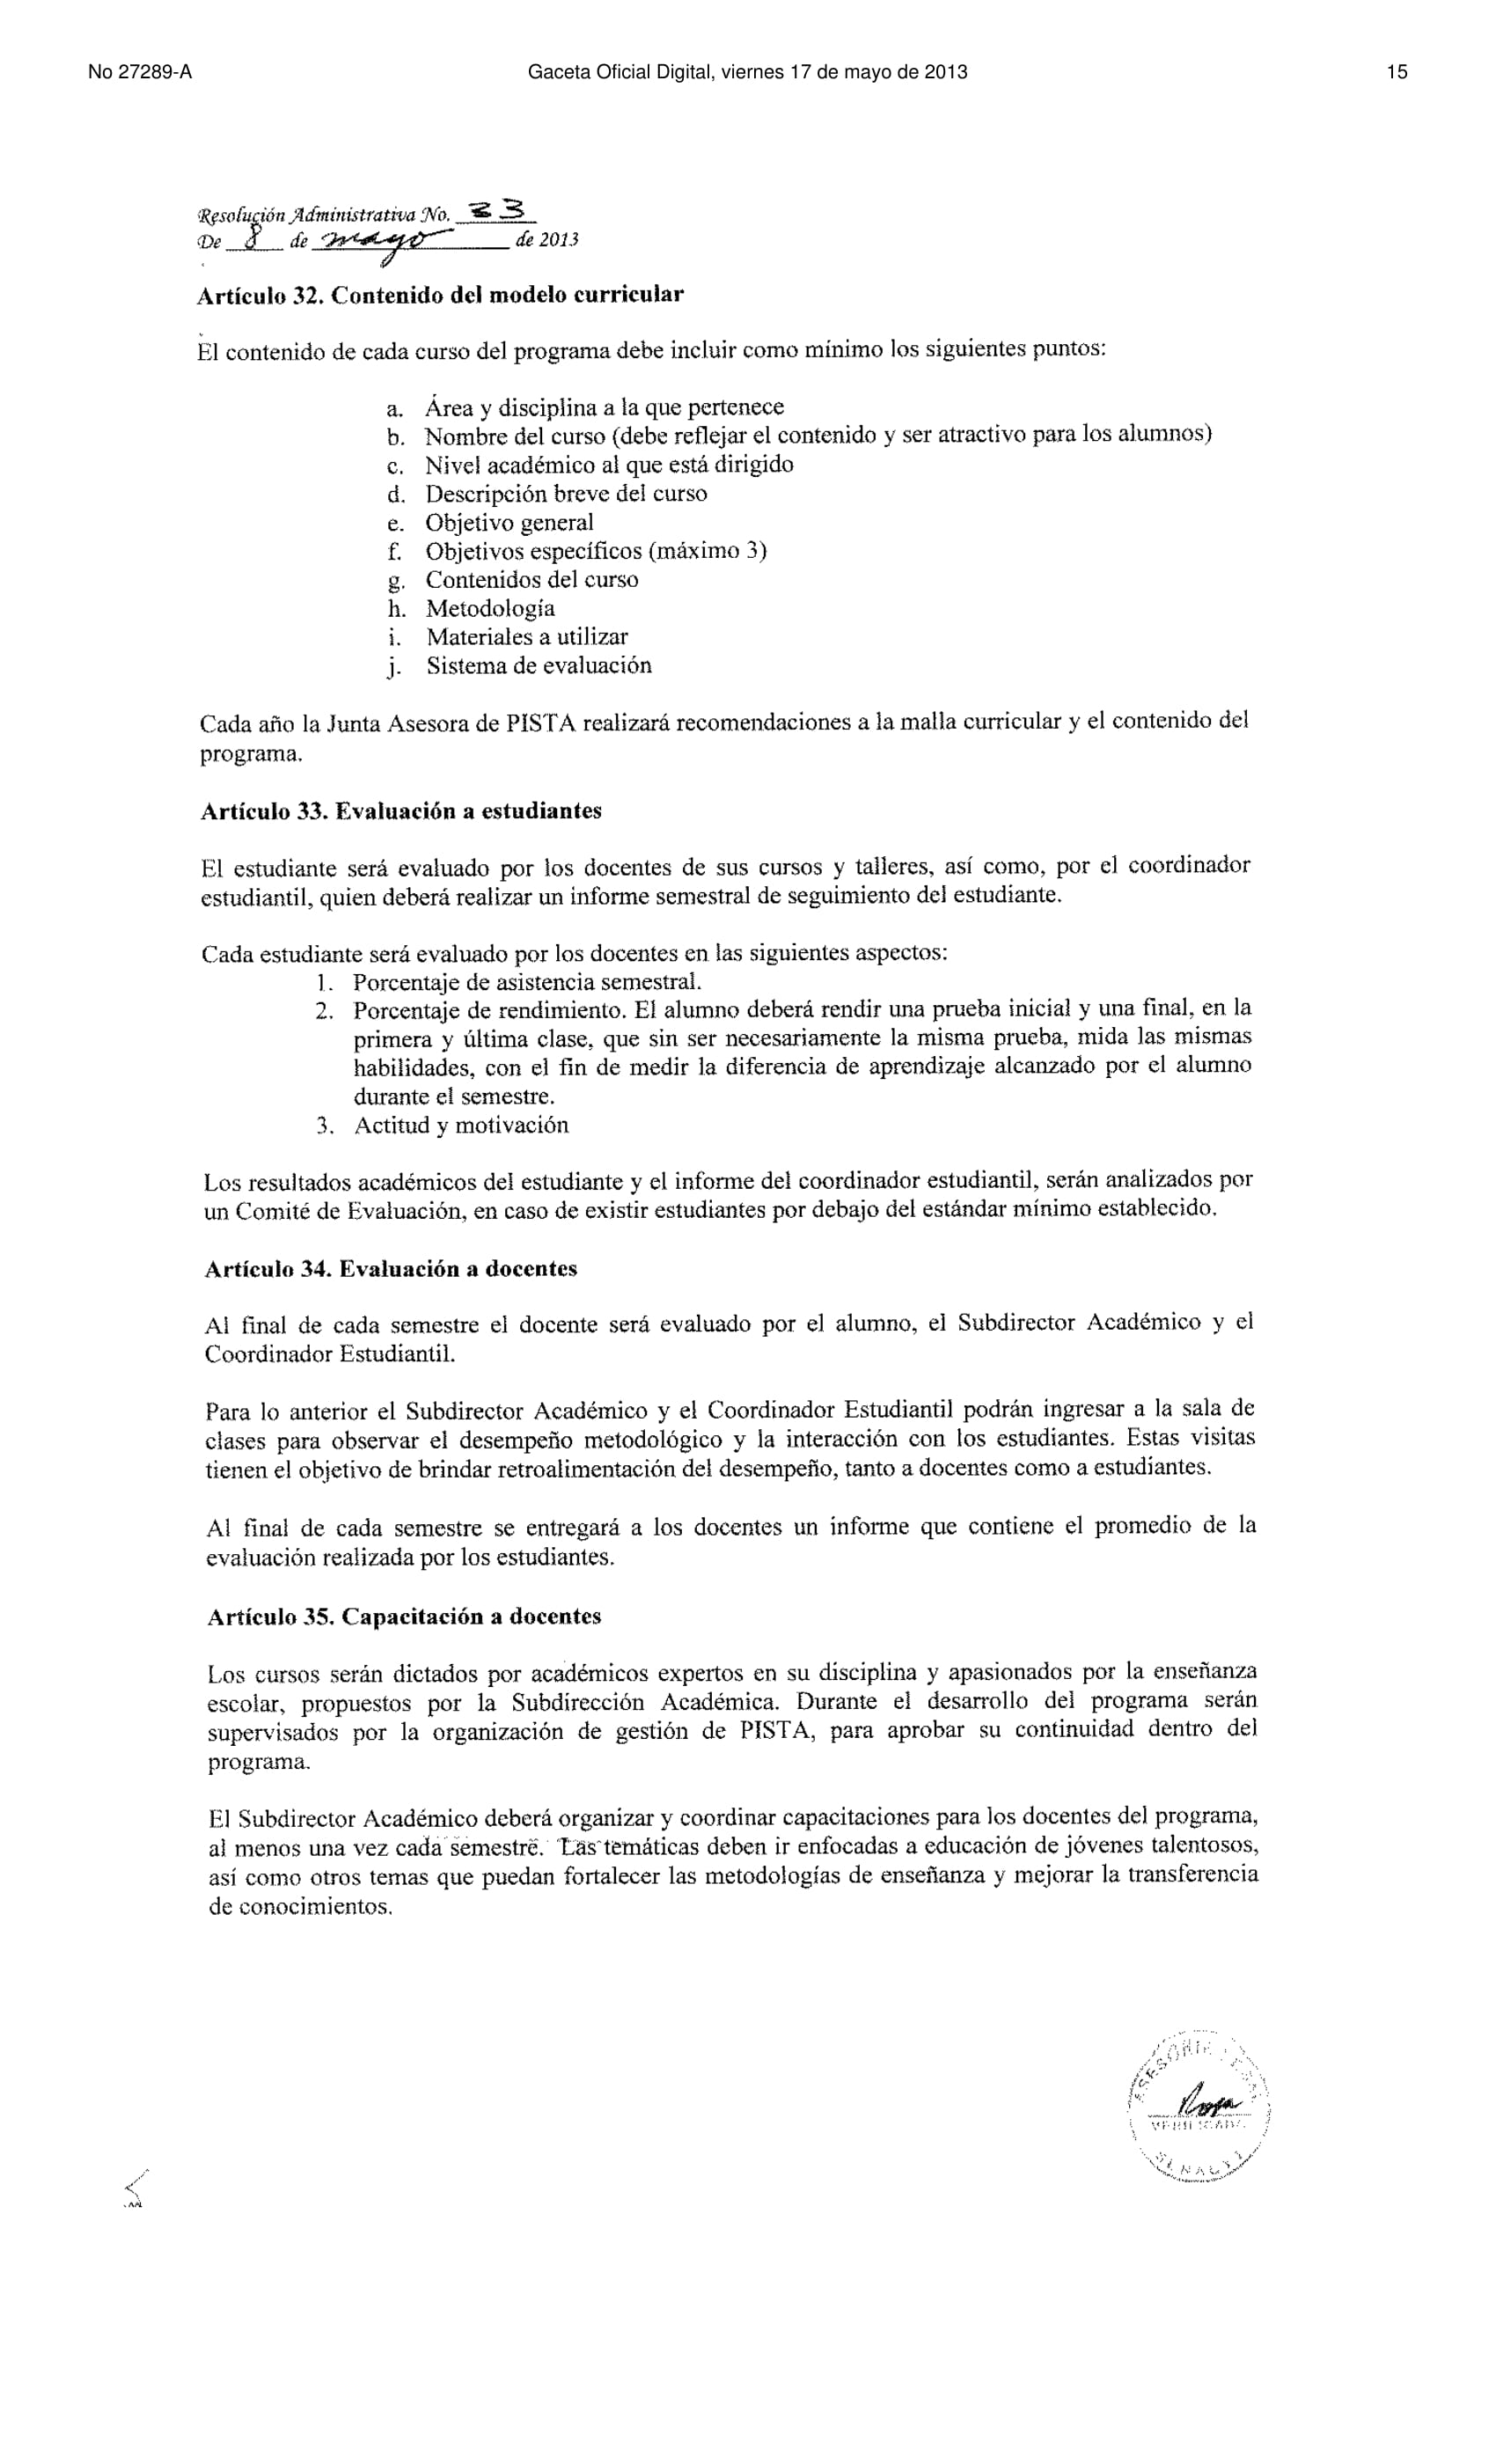 No 27289-A
Gaceta Oficial Digital, viernes 17 de mayo de 2013
15
Resolución Administrativa No. 33
De 8 de mayo de 2013
Artículo 32. Contenido del modelo curricular
El contenido de cada curso del programa debe incluir como mínimo los siguientes puntos:
a. Área y disciplina a la que pertenece
b. Nombre del curso (debe reflejar el contenido y ser atractivo para los alumnos)
c. Nivel académico al que está dirigido
d. Descripción breve del curso
e. Objetivo general
f. Objetivos específicos (máximo 3)
g. Contenidos del curso
h. Metodología
i. Materiales a utilizar
j. Sistema de evaluación
Cada año la Junta Asesora de PISTA realizará recomendaciones a la malla curricular y el contenido del
programa.
Artículo 33. Evaluación a estudiantes
El estudiante será evaluado por los docentes de sus cursos y talleres, así como, por el coordinador
estudiantil, quien deberá realizar un informe semestral de seguimiento del estudiante.
Cada estudiante será evaluado por los docentes en las siguientes aspectos:
1. Porcentaje de asistencia semestral.
2. Porcentaje de rendimiento. El alumno deberá rendir una prueba inicial y una final, en la
primera y última clase, que sin ser necesariamente la misma prueba, mida las mismas
habilidades, con el fin de medir la diferencia de aprendizaje alcanzado por el alumno
durante el semestre.
3. Actitud y motivación
Los resultados académicos del estudiante y el informe del coordinador estudiantil, serán analizados por
un Comité de Evaluación, en caso de existir estudiantes por debajo del estándar mínimo establecido.
Artículo 34. Evaluación a docentes
Al final de cada semestre el docente será evaluado por el alumno, el Subdirector Académico y el
Coordinador Estudiantil.
Para lo anterior el Subdirector Académico y el Coordinador Estudiantil podrán ingresar a la sala de
clases para observar el desempeño metodológico y la interacción con los estudiantes. Estas visitas
tienen el objetivo de brindar retroalimentación del desempeño, tanto a docentes como a estudiantes.
Al final de cada semestre se entregará a los docentes un informe que contiene el promedio de la
evaluación realizada por los estudiantes.
Artículo 35. Capacitación a docentes
Los cursos serán dictados por académicos expertos en su disciplina y apasionados por la enseñanza
escolar, propuestos por la Subdirección Académica. Durante el desarrollo del programa serán
supervisados por la organización de gestión de PISTA, para aprobar su continuidad dentro del
programa.
El Subdirector Académico deberá organizar y coordinar capacitaciones para los docentes del programa,
al menos una vez cada semestre. Las temáticas deben ir enfocadas a educación de jóvenes talentosos,
así como otros temas que puedan fortalecer las metodologías de enseñanza y mejorar la transferencia
de conocimientos.
SENACYT